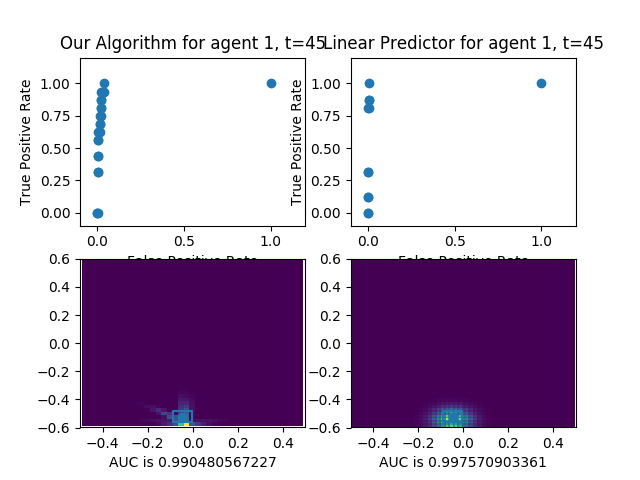 Our Algorithm for agent 1, t=45
Linear Predictor for agent 1, t=45
True Positive Rate
1.00
0.75
0.50
0.25
0.00
0.0 0.5 1.0
False Positive Rate
True Positive Rate
1.00
0.75
0.50
0.25
0.00
0.0 0.5 1.0
False Positive Rate
0.6
0.4
0.2
0.0
−0.2
−0.4
−0.6
−0.4 −0.2 0.0 0.2 0.4
AUC is 0.990480567227
0.6
0.4
0.2
0.0
−0.2
−0.4
−0.6
−0.4 −0.2 0.0 0.2 0.4
AUC is 0.997570903361